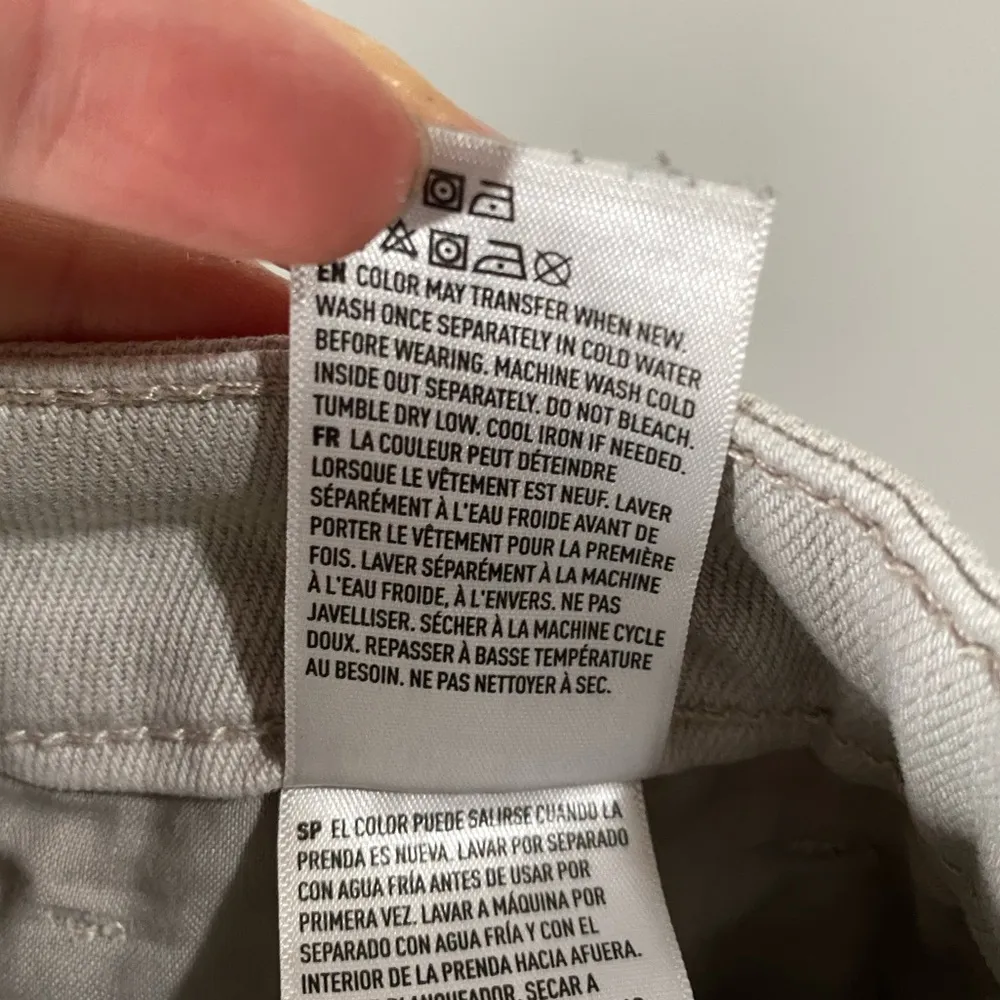 EN COLOR MAY TRANSFER WHEN NEW.
WASH ONCE SEPARATELY IN COLD WATER
BEFORE WEARING. MACHINE WASH COLD
INSIDE OUT SEPARATELY. DO NOT BLEACH.
TUMBLE DRY LOW. COOL IRON IF NEEDED.
FR LA COULEUR PEUT DÉTEINDRE
LORSQUE LE VÊTEMENT EST NEUF. LAVER
SÉPARÉMENT À L'EAU FROIDE AVANT DE
PORTER LE VÊTEMENT POUR LA PREMIÈRE
FOIS. LAVER SÉPARÉMENT À LA MACHINE
À L'EAU FROIDE, À L'ENVERS. NE PAS
JAVELLISER. SÉCHER À LA MACHINE CYCLE
DOUX. REPASSER À BASSE TEMPÉRATURE
AU BESOIN. NE PAS NETTOYER À SEC.
SP EL COLOR PUEDE SALIRSE CUANDO LA
PRENDA ES NUEVA. LAVAR POR SEPARADO
CON AGUA FRÍA ANTES DE USAR POR
PRIMERA VEZ. LAVAR A MÁQUINA POR
SEPARADO CON AGUA FRÍA Y CON EL
INTERIOR DE LA PRENDA HACIA AFUERA.
BLANQUEADOR. SECAR A